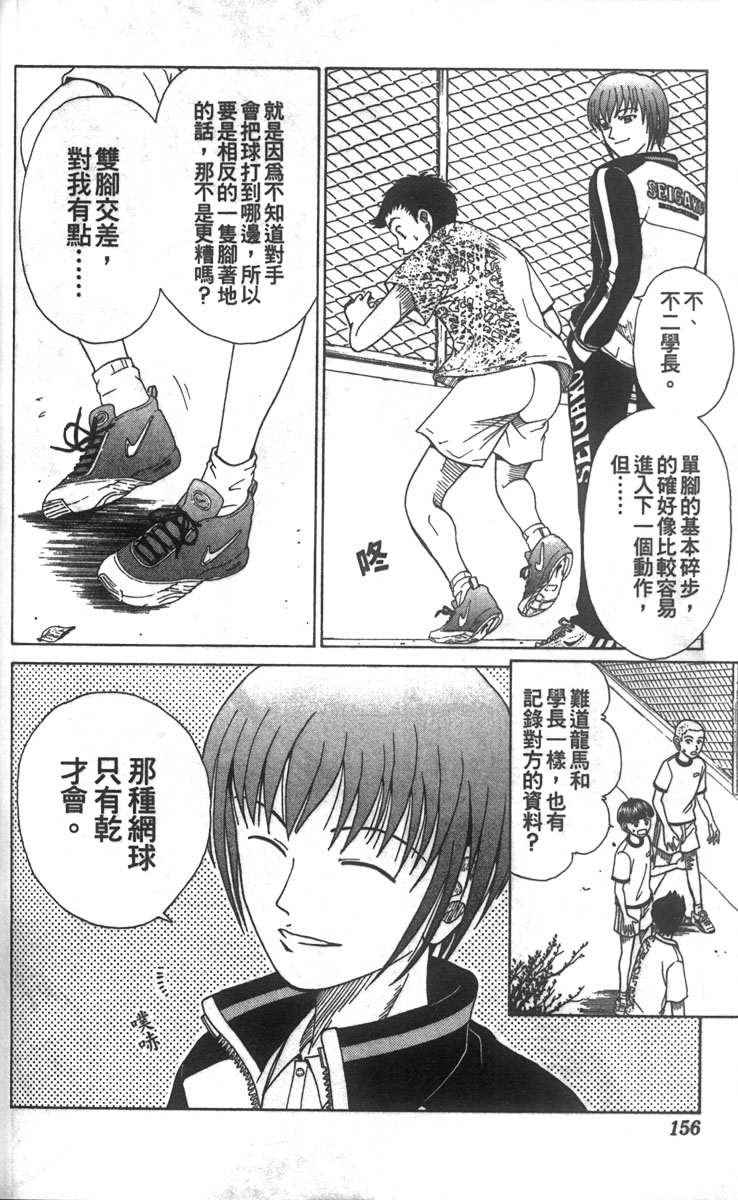 不、
不二學長。
單腳的基本碎步，
的確好像比較容易
進入下一個動作，
但……
SEIGAKU
SEIGAKU
咚
就是因爲不知道對手
會把球打到哪邊，所以
要是相反的一隻腳著地
的話，那不是更糟嗎？
雙腳交差，
對我有點……
難道龍馬和
學長一樣，也有
記錄對方的資料？
那種網球
只有乾
才會。
噗哧
156